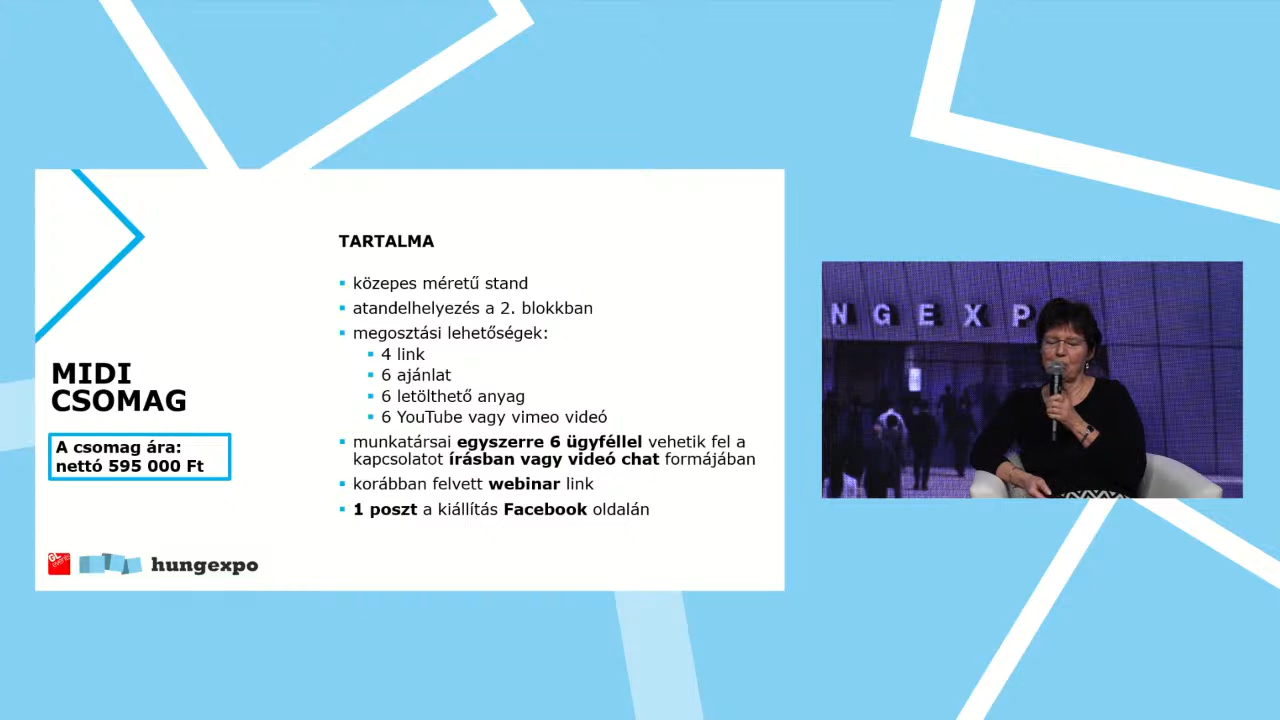 TARTALMA
közepes méretű stand
atandelhelyezés a 2. blokkban
megosztási lehetőségek:
4 link
6 ajánlat
6 letölthető anyag
6 YouTube vagy vimeo videó
munkatársai egyszerre 6 ügyféllel vehetik fel a
kapcsolatot írásban vagy videó chat formájában
korábban felvett webinar link
1 poszt a kiállítás Facebook oldalán
MIDI
CSOMAG
A csomag ára:
nettó 595 000 Ft
GL events
hungexpo
NGEXP